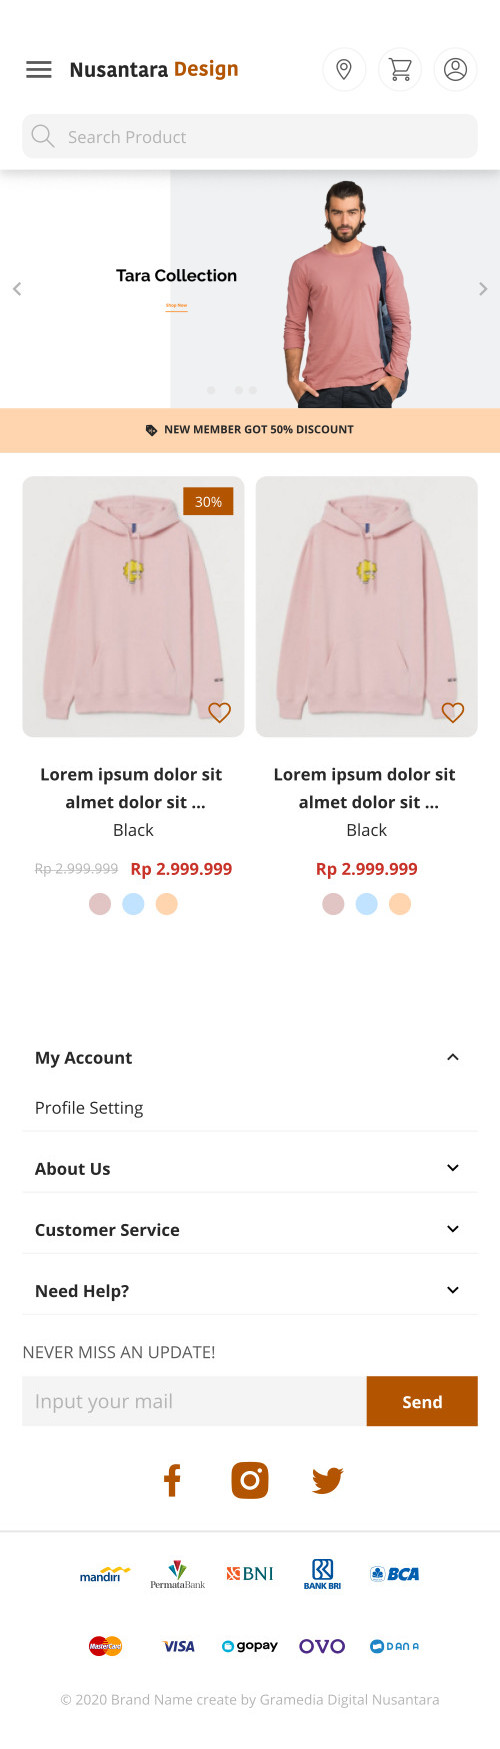 Nusantara Design
Search Product
Tara Collection
Shop Now
NEW MEMBER GOT 50% DISCOUNT
30%
Lorem ipsum dolor sit
almet dolor sit ...
Black
Rp 2.999.999 Rp 2.999.999
Lorem ipsum dolor sit
almet dolor sit ...
Black
Rp 2.999.999
My Account
Profile Setting
About Us
Customer Service
Need Help?
NEVER MISS AN UPDATE!
Input your mail
Send
mandiri PermataBank BNI BANK BRI BCA
MasterCard VISA gopay OVO DANA
© 2020 Brand Name create by Gramedia Digital Nusantara